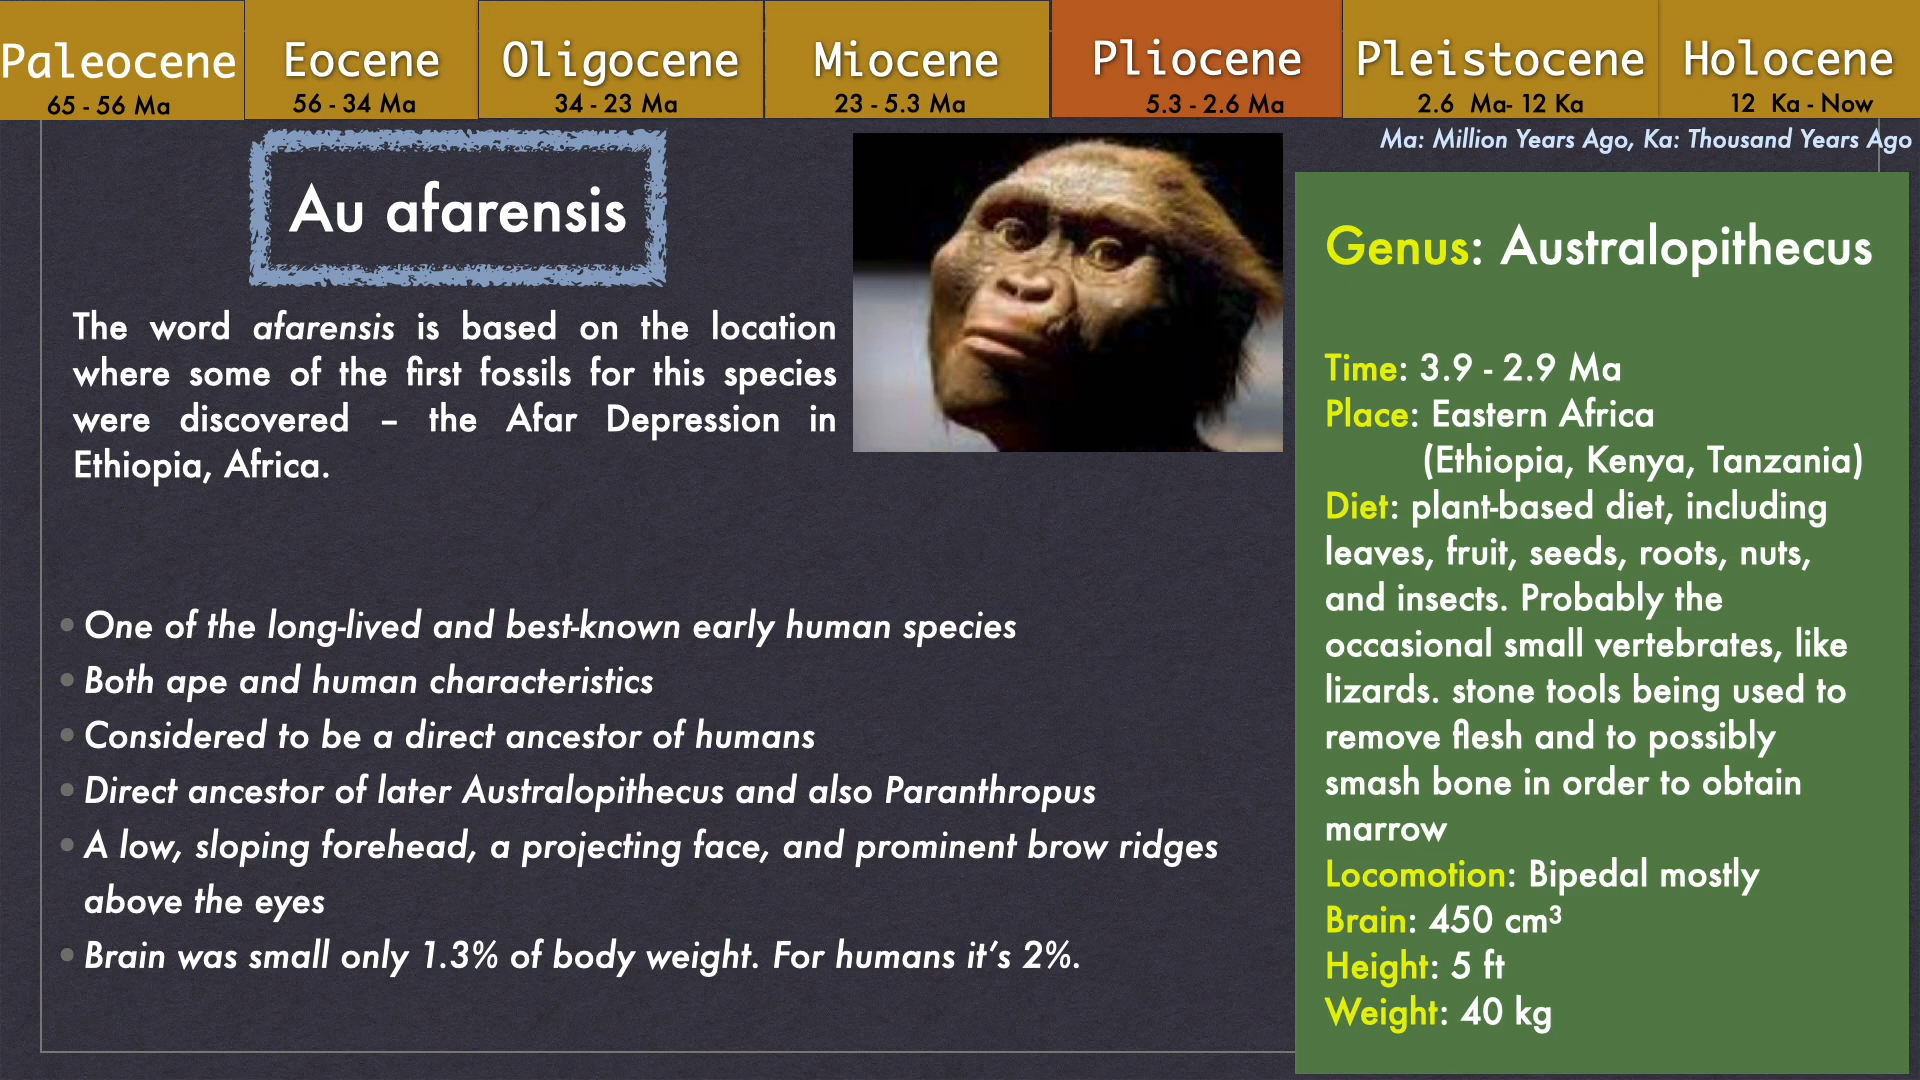 Paleocene
65 - 56 Ma
Eocene
56 - 34 Ma
Oligocene
34 - 23 Ma
Miocene
23 - 5.3 Ma
Pliocene
5.3 - 2.6 Ma
Pleistocene
2.6 Ma- 12 Ka
Holocene
12 Ka - Now
Ma: Million Years Ago, Ka: Thousand Years Ago
Au afarensis
The word afarensis is based on the location
where some of the first fossils for this species
were discovered – the Afar Depression in
Ethiopia, Africa.
• One of the long-lived and best-known early human species
• Both ape and human characteristics
• Considered to be a direct ancestor of humans
• Direct ancestor of later Australopithecus and also Paranthropus
• A low, sloping forehead, a projecting face, and prominent brow ridges
above the eyes
• Brain was small only 1.3% of body weight. For humans it’s 2%.
Genus: Australopithecus
Time: 3.9 - 2.9 Ma
Place: Eastern Africa
(Ethiopia, Kenya, Tanzania)
Diet: plant-based diet, including
leaves, fruit, seeds, roots, nuts,
and insects. Probably the
occasional small vertebrates, like
lizards. stone tools being used to
remove flesh and to possibly
smash bone in order to obtain
marrow
Locomotion: Bipedal mostly
Brain: 450 cm³
Height: 5 ft
Weight: 40 kg